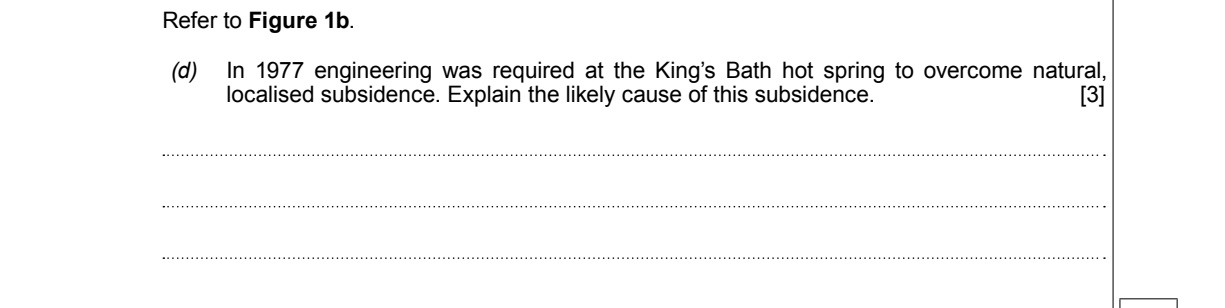 Refer to Figure 1b.
(d) In 1977 engineering was required at the King's Bath hot spring to overcome natural,
localised subsidence. Explain the likely cause of this subsidence. [3]